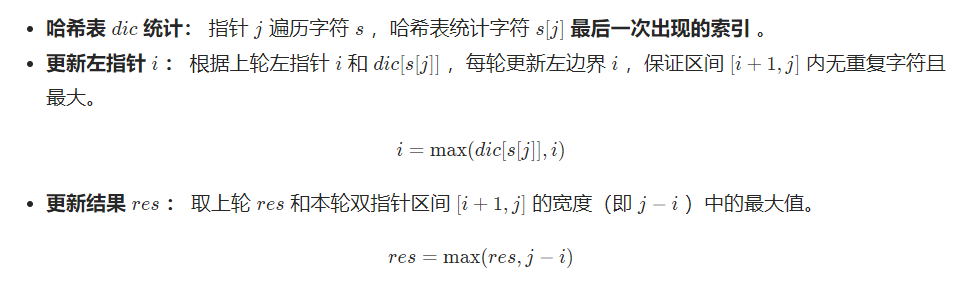 • 哈希表 dic 统计： 指针 j 遍历字符 s ，哈希表统计字符 s[j] 最后一次出现的索引 。
• 更新左指针 i ： 根据上轮左指针 i 和 dic[s[j]] ，每轮更新左边界 i ，保证区间 [i + 1, j] 内无重复字符且
最大。
i = max(dic[s[j]], i)
• 更新结果 res ： 取上轮 res 和本轮双指针区间 [i + 1, j] 的宽度（即 j − i ）中的最大值。
res = max(res, j − i)